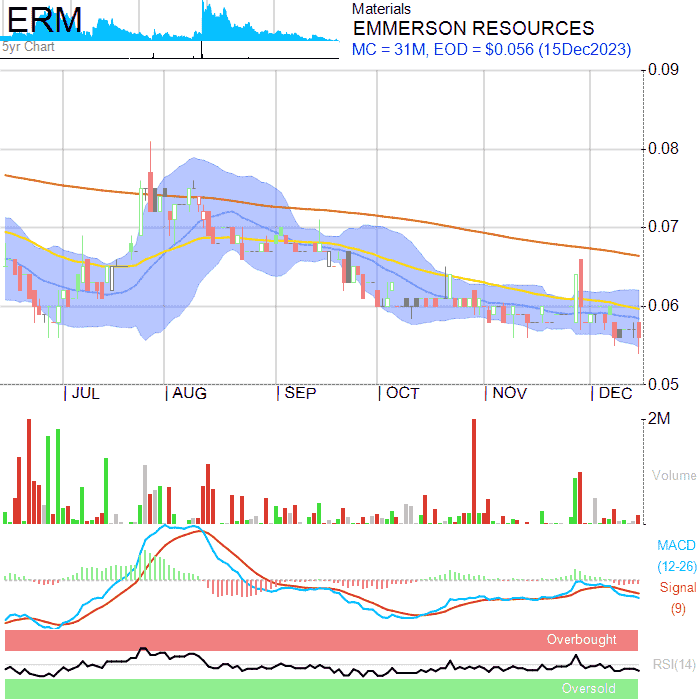 ERM
5yr Chart
Materials
EMMERSON RESOURCES
MC = 31M, EOD = $0.056 (15Dec2023)
0.09
0.08
0.07
0.06
0.05
JUL AUG SEP OCT NOV DEC
2M
Volume
MACD
(12-26)
Signal
(9)
Overbought
RSI(14)
Oversold